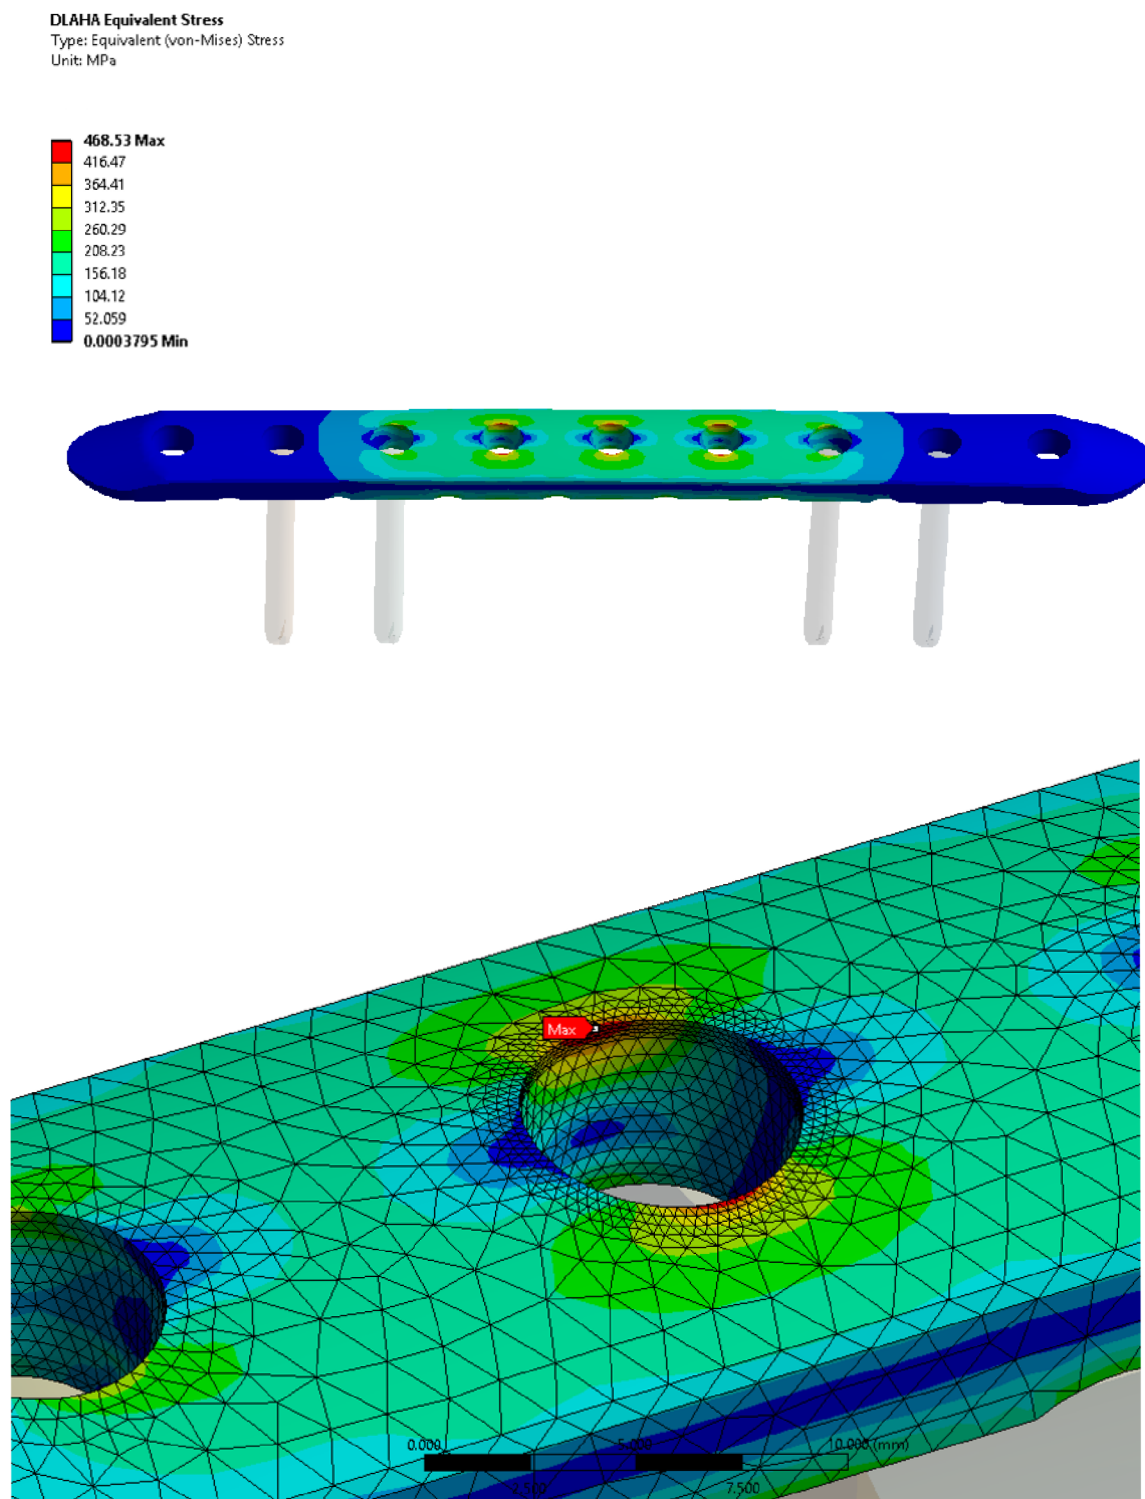 DLAHA Equivalent Stress
Type: Equivalent (von-Mises) Stress
Unit: MPa
468.53 Max
416.47
364.41
312.35
260.29
208.23
156.18
104.12
52.059
0.0003795 Min
Max
0.000 5.000 10.000 (mm)
2.500 7.500